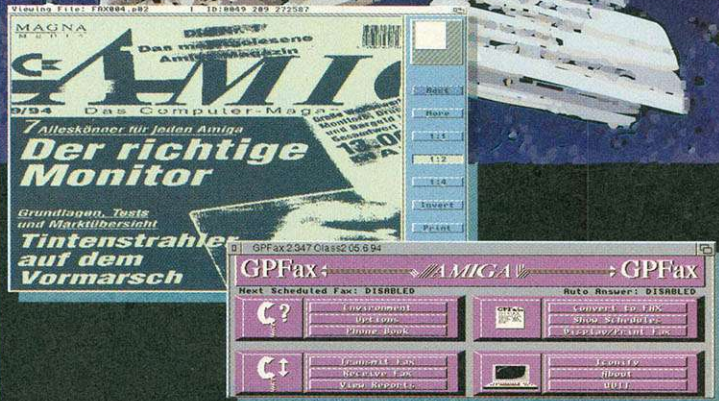 Viewing File: FAX004.p02 | ID:0049 209 272587
MAGNA
Media
Das meistgelesene
Amiga-Magazin
AMI
9/94 Das Computer-Maga
7 Alleskönner für jeden Amiga
Der richtige
Monitor
Grundlagen, Tests
und Marktübersicht
Tintenstrahler
auf dem
Vormarsch
Next
More
1:1
1:2
1:4
Invert
Print
GPFax 2.347 Class2 05.6.94
GPFax AMIGA GPFax
Next Scheduled Fax: DISABLED Auto Answer: DISABLED
Environment
Options
Phone Book
Convert to FAX
Show Schedules
Display/Print Fax
Transmit Fax
Receive Fax
View Reports
Iconify
About
QUIT